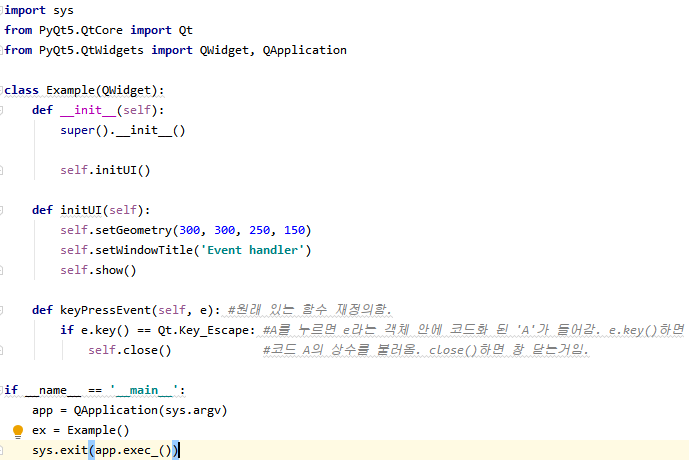 import sys
from PyQt5.QtCore import Qt
from PyQt5.QtWidgets import QWidget, QApplication
class Example(QWidget):
    def __init__(self):
        super().__init__()
        self.initUI()
    def initUI(self):
        self.setGeometry(300, 300, 250, 150)
        self.setWindowTitle('Event handler')
        self.show()
    def keyPressEvent(self, e): #원래 있는 함수 재정의함.
        if e.key() == Qt.Key_Escape: #A를 누르면 e라는 객체 안에 코드화 된 'A'가 들어감. e.key()하면
            self.close()             #코드 A의 상수를 불러옴. close()하면 창 닫는거임.
if __name__ == '__main__':
    app = QApplication(sys.argv)
    ex = Example()
    sys.exit(app.exec_())